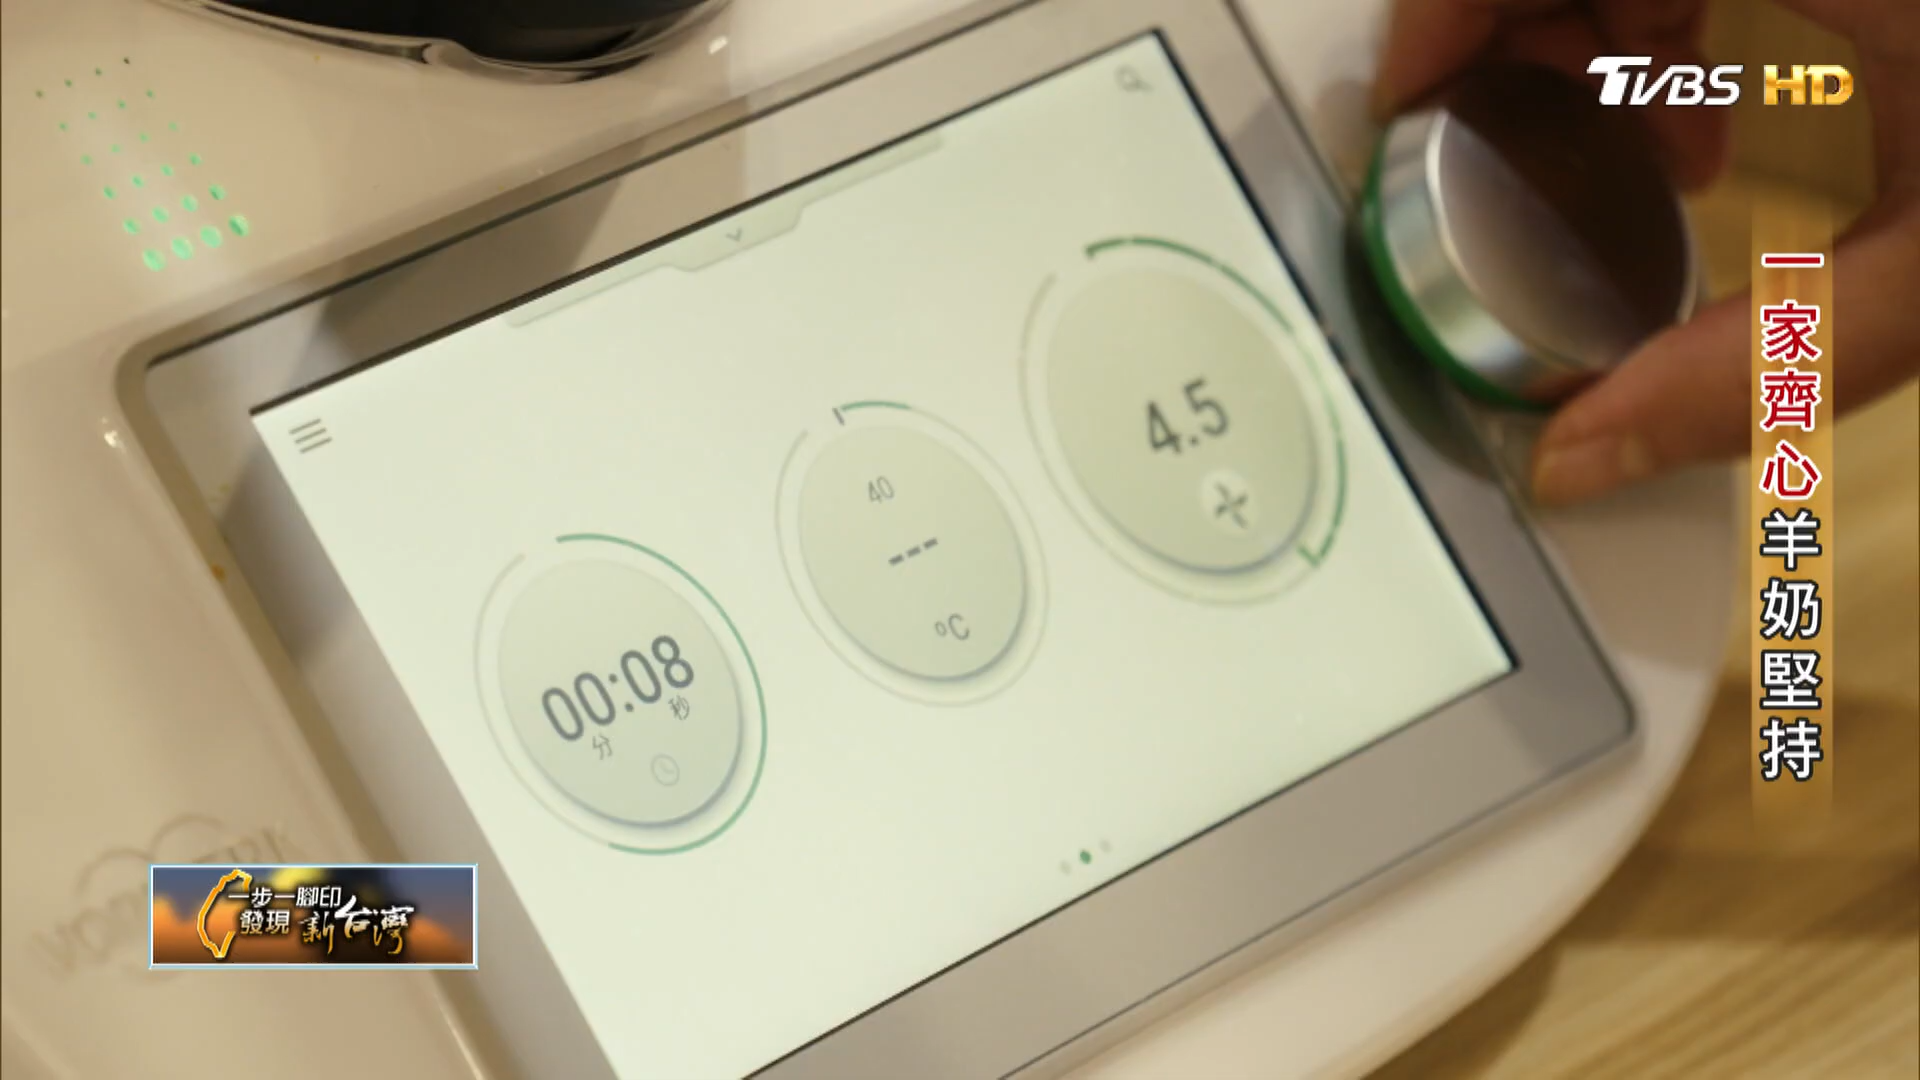 TVBS HD
一家齊心羊奶堅持
4.5
40
---
°C
00:08
分 秒
VORWERK
一步一腳印
發現 新台灣